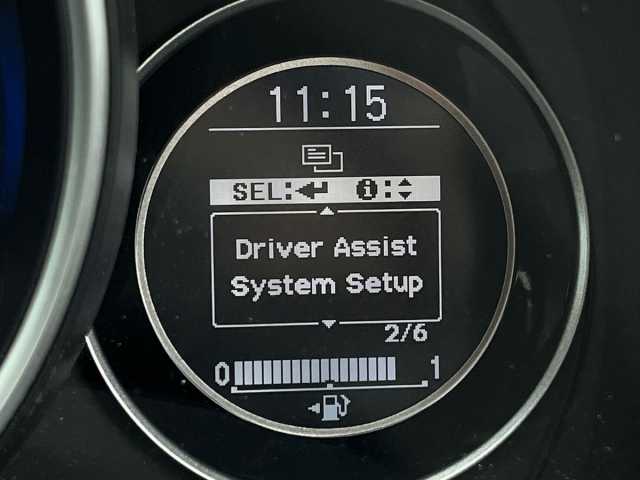 11:15
SEL: i:
Driver Assist
System Setup
2/6
0 1